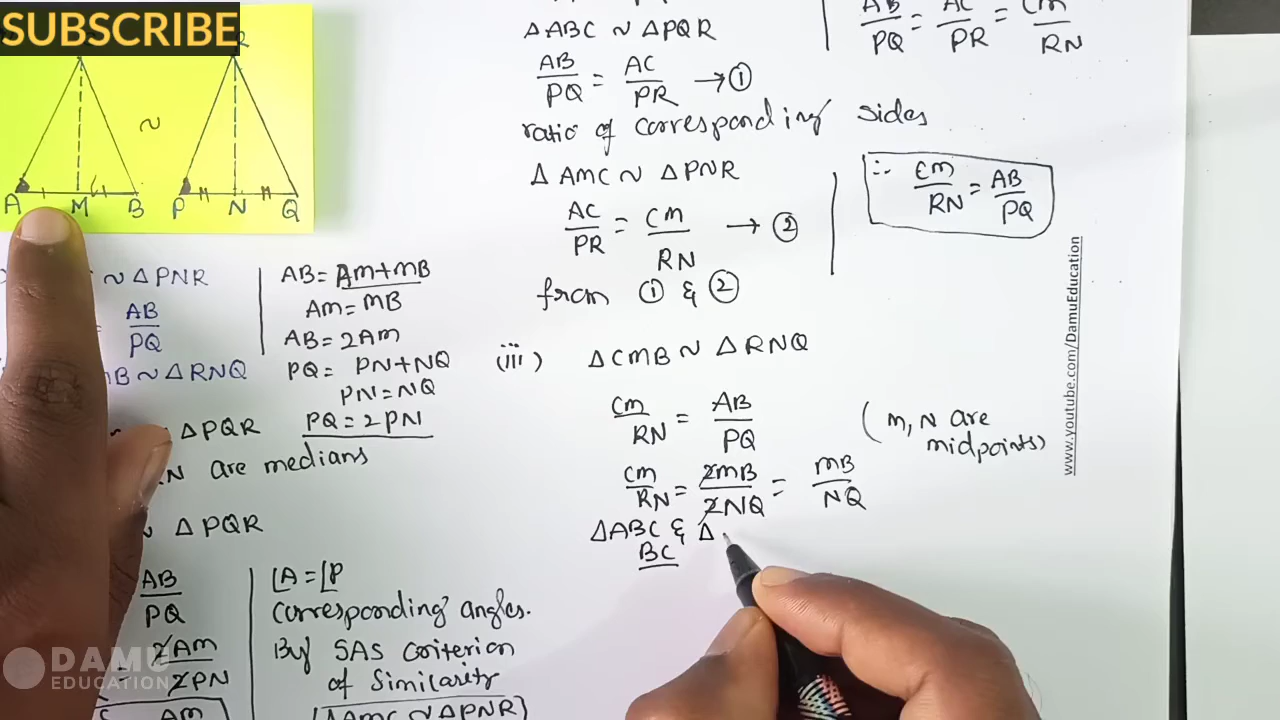 SUBSCRIBE
R
A M B P N Q
~
~ ΔPNR
AB
PQ
B ~ ΔRNQ
ΔPQR
N are medians
ΔPQR
AB
PQ
= 2AM
2PN
AM
AB = AM+MB
AM = MB
AB = 2AM
PQ = PN+NQ
PN = NQ
PQ = 2PN
∠A = ∠P
Corresponding angles.
By SAS criterion
of Similarity
ΔAMC ~ ΔPNR
ΔABC ~ ΔPQR
AB/PQ = AC/PR → ①
ratio of corresponding sides
ΔAMC ~ ΔPNR
AC/PR = CM/RN → ②
from ① & ②
AB/PQ = AC/PR = CM/RN
∴ CM/RN = AB/PQ
(iii) ΔCMB ~ ΔRNQ
CM/RN = AB/PQ (M, N are
midpoints)
CM/RN = 2MB/2NQ = MB/NQ
ΔABC & Δ
BC
www.youtube.com/DamuEducation
DAMU
EDUCATION